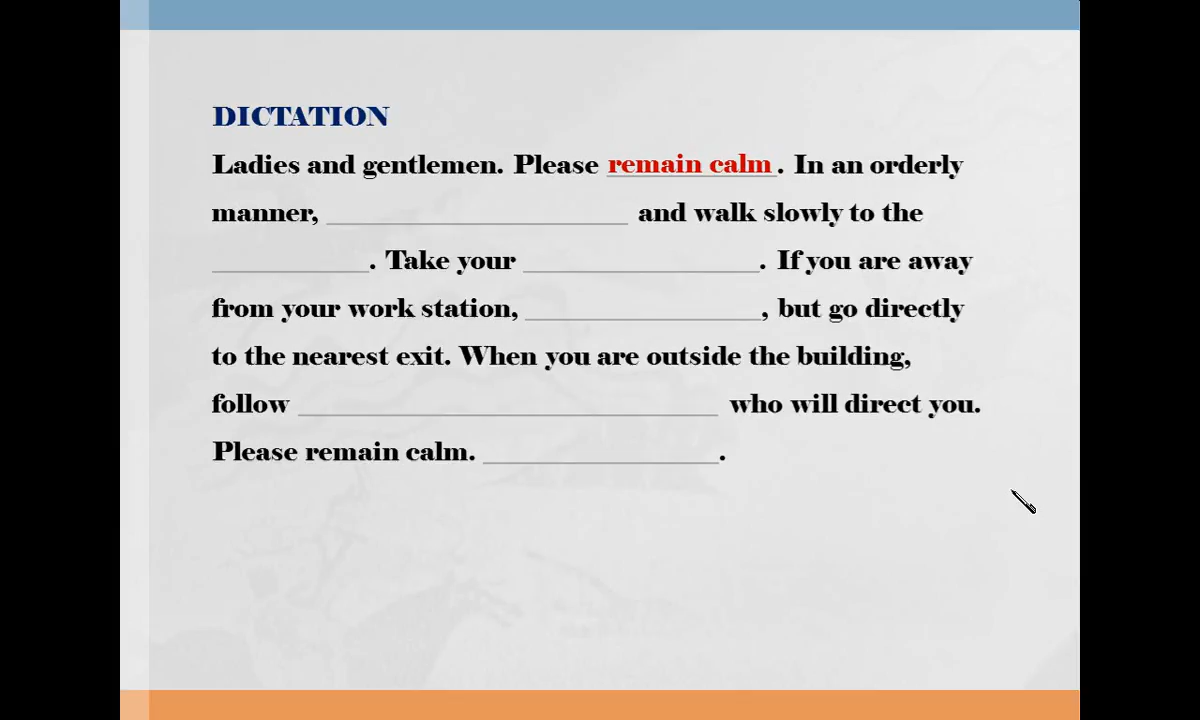 DICTATION
Ladies and gentlemen. Please remain calm. In an orderly
manner, ____________________ and walk slowly to the
__________. Take your _______________. If you are away
from your work station, _______________, but go directly
to the nearest exit. When you are outside the building,
follow ___________________________ who will direct you.
Please remain calm. _______________.